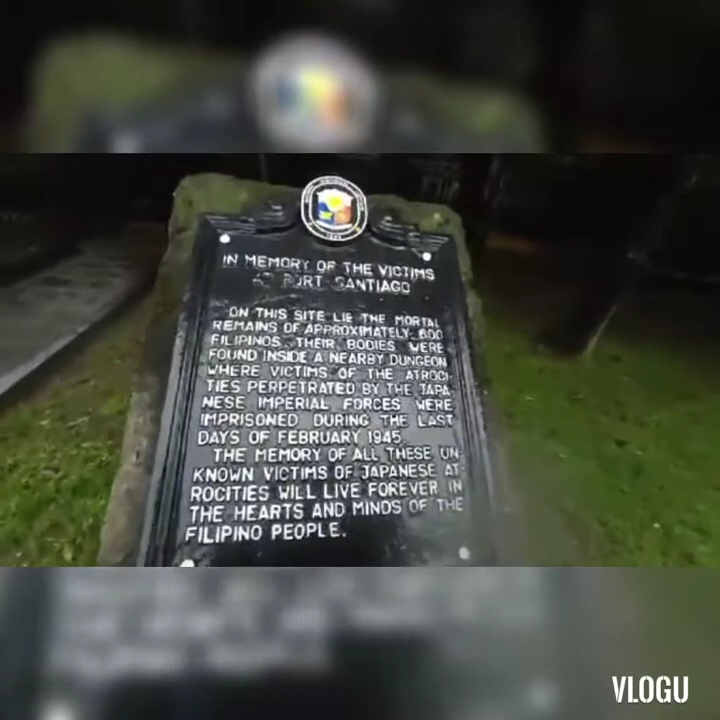 IN MEMORY OF THE VICTIMS
AT FORT SANTIAGO
ON THIS SITE LIE THE MORTAL
REMAINS OF APPROXIMATELY 600
FILIPINOS. THEIR BODIES WERE
FOUND INSIDE A NEARBY DUNGEON
WHERE VICTIMS OF THE ATROCI-
TIES PERPETRATED BY THE JAPA-
NESE IMPERIAL FORCES WERE
IMPRISONED DURING THE LAST
DAYS OF FEBRUARY 1945.
THE MEMORY OF ALL THESE UN-
KNOWN VICTIMS OF JAPANESE AT-
ROCITIES WILL LIVE FOREVER IN
THE HEARTS AND MINDS OF THE
FILIPINO PEOPLE.
VLOGU